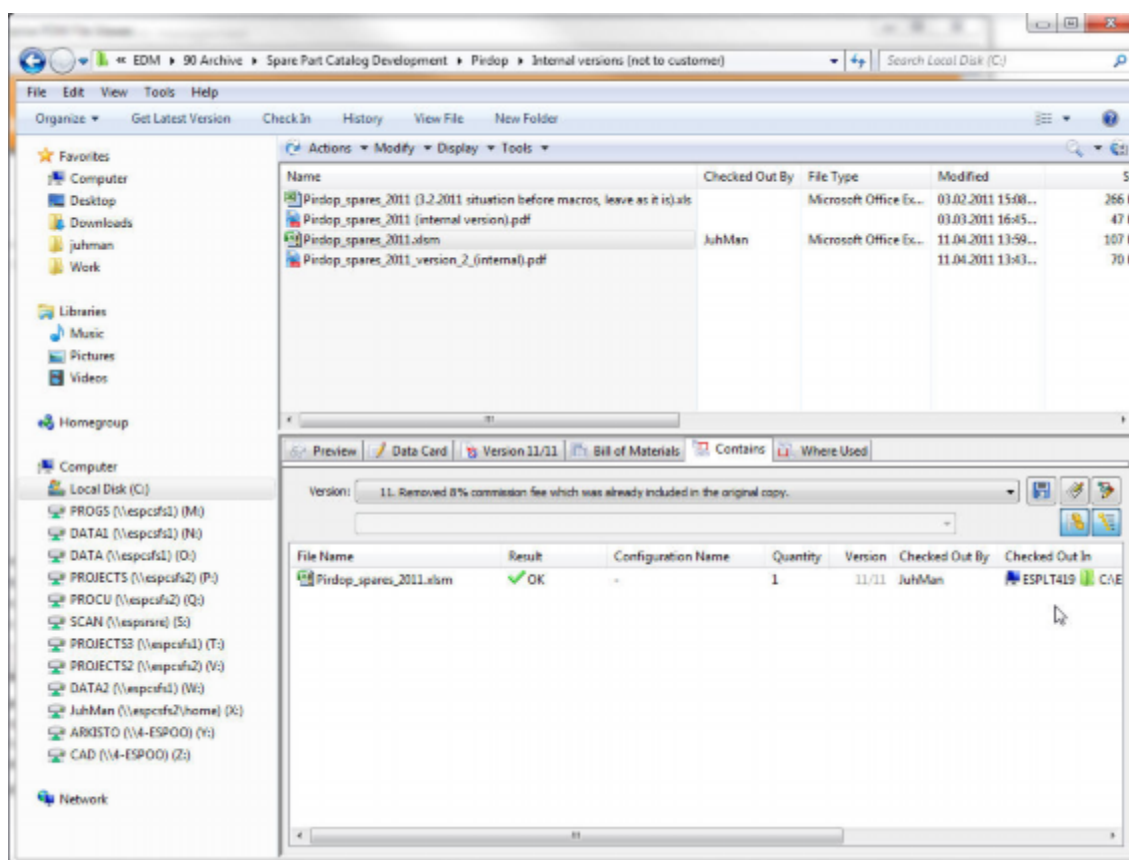 « EDM ▸ 90 Archive ▸ Spare Part Catalog Development ▸ Pirdop ▸ Internal versions (not to customer)
Search Local Disk (C:)
File Edit View Tools Help
Organize Get Latest Version Check In History View File New Folder
Actions Modify Display Tools
Favorites
Computer
Desktop
Downloads
juhman
Work
Libraries
Music
Pictures
Videos
Homegroup
Computer
Local Disk (C:)
PROGS (\\espcsfs1) (M:)
DATA1 (\\espcsfs1) (N:)
DATA (\\espcsfs1) (O:)
PROJECTS (\\espcsfs2) (P:)
PROCU (\\espcsfs2) (Q:)
SCAN (S:)
PROJECTS3 (\\espcsfs1) (T:)
PROJECTS2 (\\espcsfs2) (V:)
DATA2 (\\espcsfs1) (W:)
JuhMan (\\espcsfs2\home) (X:)
ARKISTO (\\4-ESPOO) (Y:)
CAD (\\4-ESPOO) (Z:)
Network
Name Checked Out By File Type Modified S
Pirdop_spares_2011 (3.2.2011 situation before macros, leave as it is).xls Microsoft Office Ex... 03.02.2011 15:08... 266
Pirdop_spares_2011 (internal version).pdf 03.03.2011 16:45... 47
Pirdop_spares_2011.xlsm JuhMan Microsoft Office Ex... 11.04.2011 13:59... 107
Pirdop_spares_2011_version_2_(internal).pdf 11.04.2011 13:43... 70
Preview Data Card Version 11/11 Bill of Materials Contains Where Used
Version: 11. Removed 8% commission fee which was already included in the original copy.
File Name Result Configuration Name Quantity Version Checked Out By Checked Out In
Pirdop_spares_2011.xlsm OK - 1 11/11 JuhMan ESPLT419 C:\E